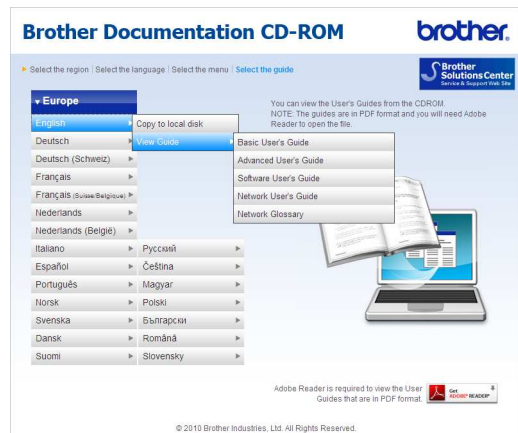 Brother Documentation CD-ROM
brother.
Select the region | Select the language | Select the menu | Select the guide
Brother
Solutions Center
Service & Support Web Site
Europe
You can view the User's Guides from the CDROM.
NOTE: The guides are in PDF format and you will need Adobe
Reader to open the file.
English
Copy to local disk
Deutsch
View Guide
Basic User's Guide
Deutsch (Schweiz)
Advanced User's Guide
Français
Software User's Guide
Français (Suisse/Belgique)
Network User's Guide
Nederlands
Network Glossary
Nederlands (België)
Italiano
Русский
Español
Čeština
Português
Magyar
Norsk
Polski
Svenska
Български
Dansk
Română
Suomi
Slovensky
Adobe Reader is required to view the User
Guides that are in PDF format.
Get
ADOBE® READER®
© 2010 Brother Industries, Ltd. All Rights Reserved.